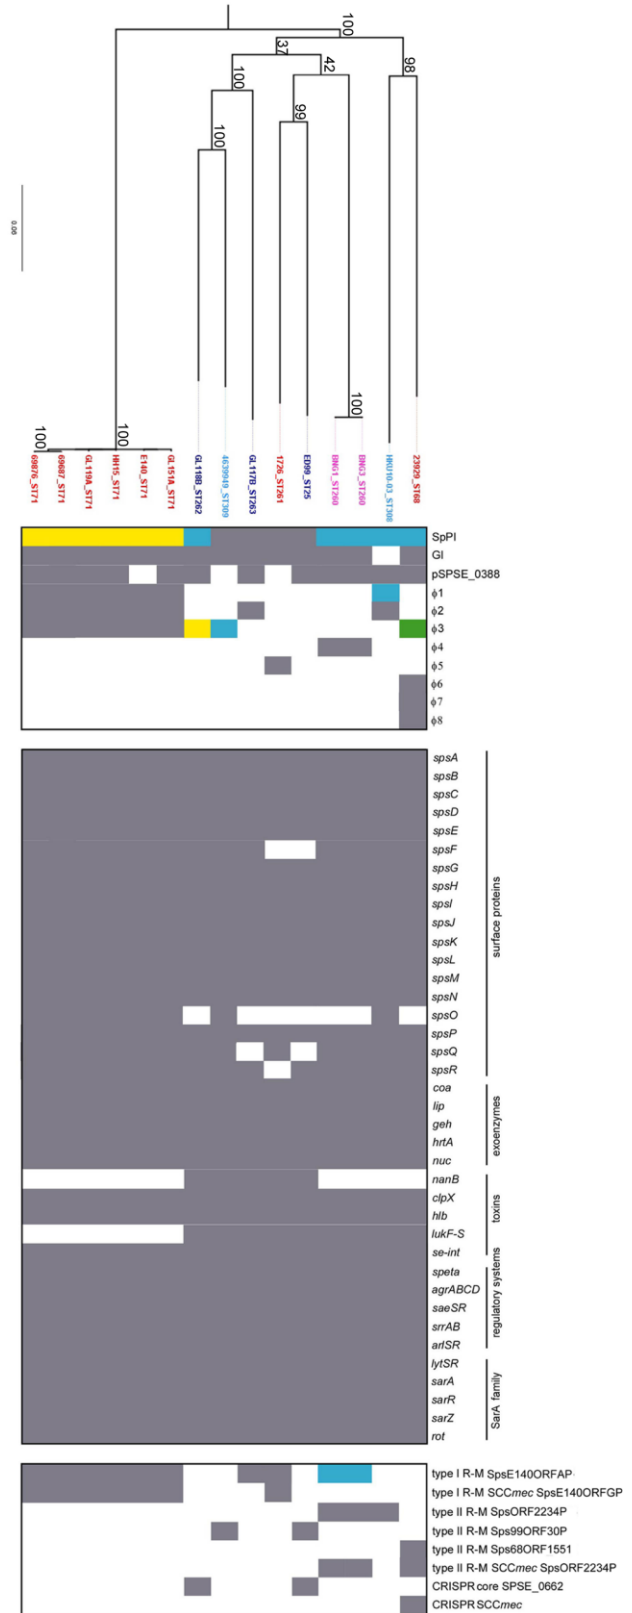 100
100
98
37
42
100
99
100
100
100
100
0.06
69876_ST71
69687_ST71
GL119A_ST71
HH15_ST71
E140_ST71
GL151A_ST71
GL118B_ST262
4639949_ST309
GL117B_ST263
1726_ST261
ED99_ST25
BNG1_ST260
BNG3_ST260
HKU10-03_ST308
23929_ST68
SpPI
GI
pSPSE_0388
ϕ1
ϕ2
ϕ3
ϕ4
ϕ5
ϕ6
ϕ7
ϕ8
spsA
spsB
spsC
spsD
spsE
spsF
spsG
spsH
spsI
spsJ
spsK
spsL
spsM
spsN
spsO
spsP
spsQ
spsR
surface proteins
coa
lip
geh
hrtA
nuc
exoenzymes
nanB
clpX
hlb
lukF-S
se-int
toxins
speta
agrABCD
saeSR
srrAB
arlSR
regulatory systems
lytSR
sarA
sarR
sarZ
rot
SarA family
type I R-M SpsE140ORFAP
type I R-M SCCmec SpsE140ORFGP
type II R-M SpsORF2234P
type II R-M Sps99ORF30P
type II R-M Sps68ORF1551
type II R-M SCCmec SpsORF2234P
CRISPR core SPSE_0662
CRISPR SCCmec